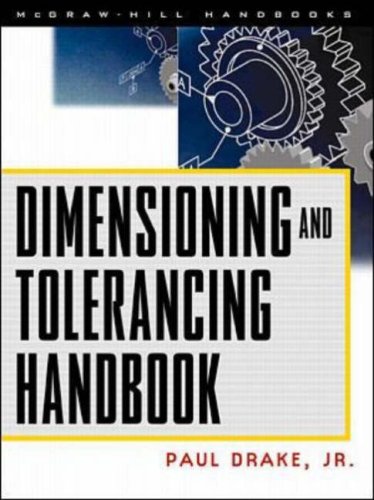 McGRAW-HILL HANDBOOKS
A
DIMENSIONING AND
TOLERANCING
HANDBOOK
PAUL DRAKE, JR.